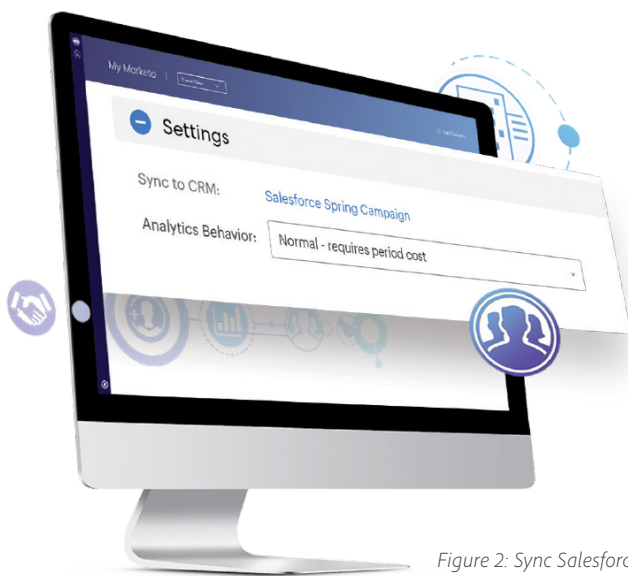 My Marketo
Settings
Sync to CRM: Salesforce Spring Campaign
Analytics Behavior: Normal - requires period cost
Figure 2: Sync Salesforc